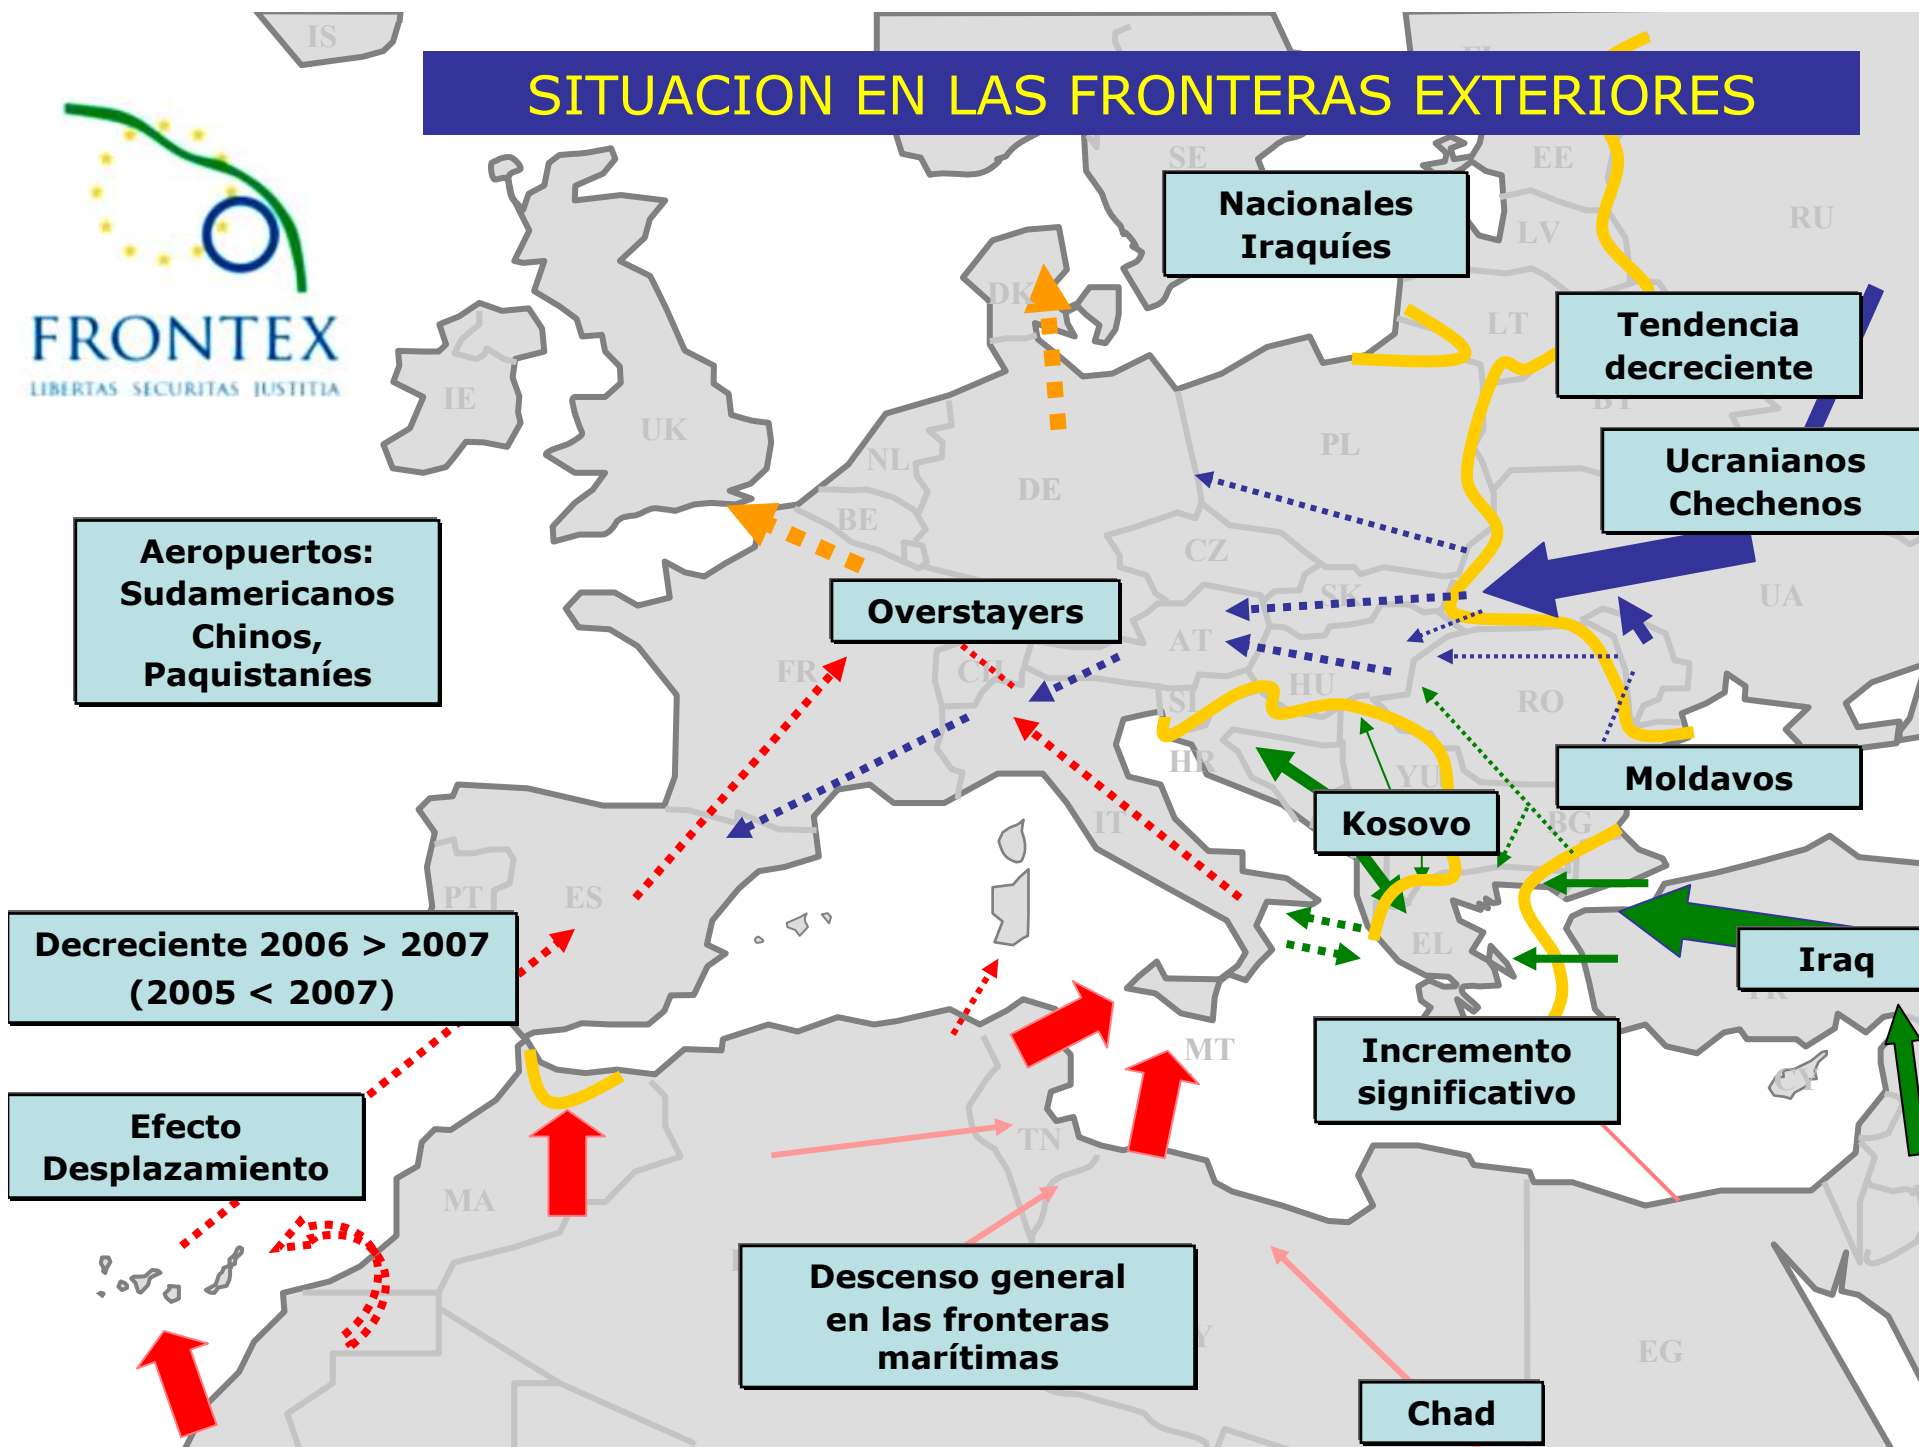 IS
SITUACION EN LAS FRONTERAS EXTERIORES
FRONTEX
LIBERTAS SECURITAS IUSTITIA
SE
EE
Nacionales
Iraquíes
LV
RU
DK
LT
Tendencia
decreciente
IE
UK
NL
PL
DE
BE
Ucranianos
Chechenos
Aeropuertos:
Sudamericanos
Chinos,
Paquistaníes
CZ
SK
UA
Overstayers
AT
FR
HU
SI
RO
HR
YU
Moldavos
IT
Kosovo
BG
PT
ES
EL
Decreciente 2006 > 2007
(2005 < 2007)
Iraq
TR
MT
Incremento
significativo
CY
Efecto
Desplazamiento
TN
MA
Descenso general
en las fronteras
marítimas
EG
Chad